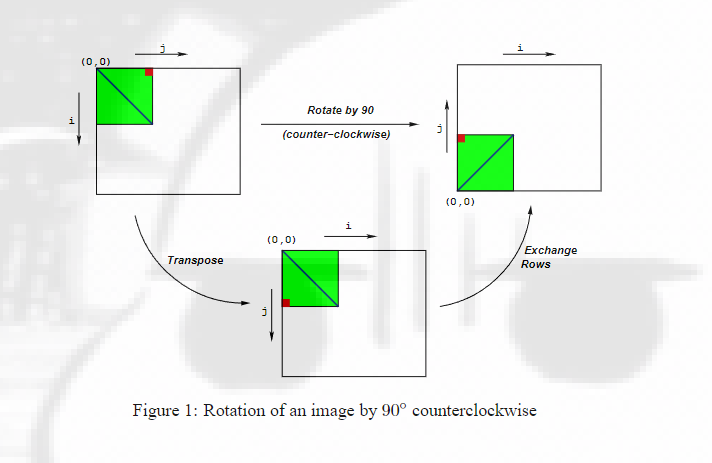 j
(0,0)
i
Rotate by 90
(counter−clockwise)
i
j
(0,0)
Transpose
i
(0,0)
j
Exchange
Rows
Figure 1: Rotation of an image by 90° counterclockwise